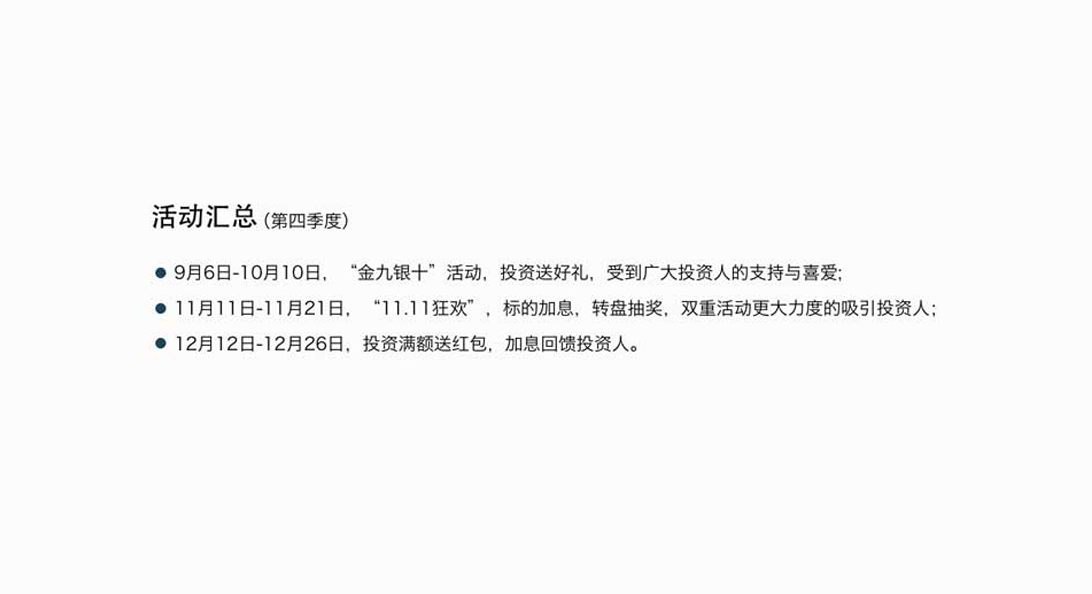 活动汇总（第四季度）
9月6日-10月10日，“金九银十”活动，投资送好礼，受到广大投资人的支持与喜爱;
11月11日-11月21日，“11.11狂欢”，标的加息，转盘抽奖，双重活动更大力度的吸引投资人；
12月12日-12月26日，投资满额送红包，加息回馈投资人。